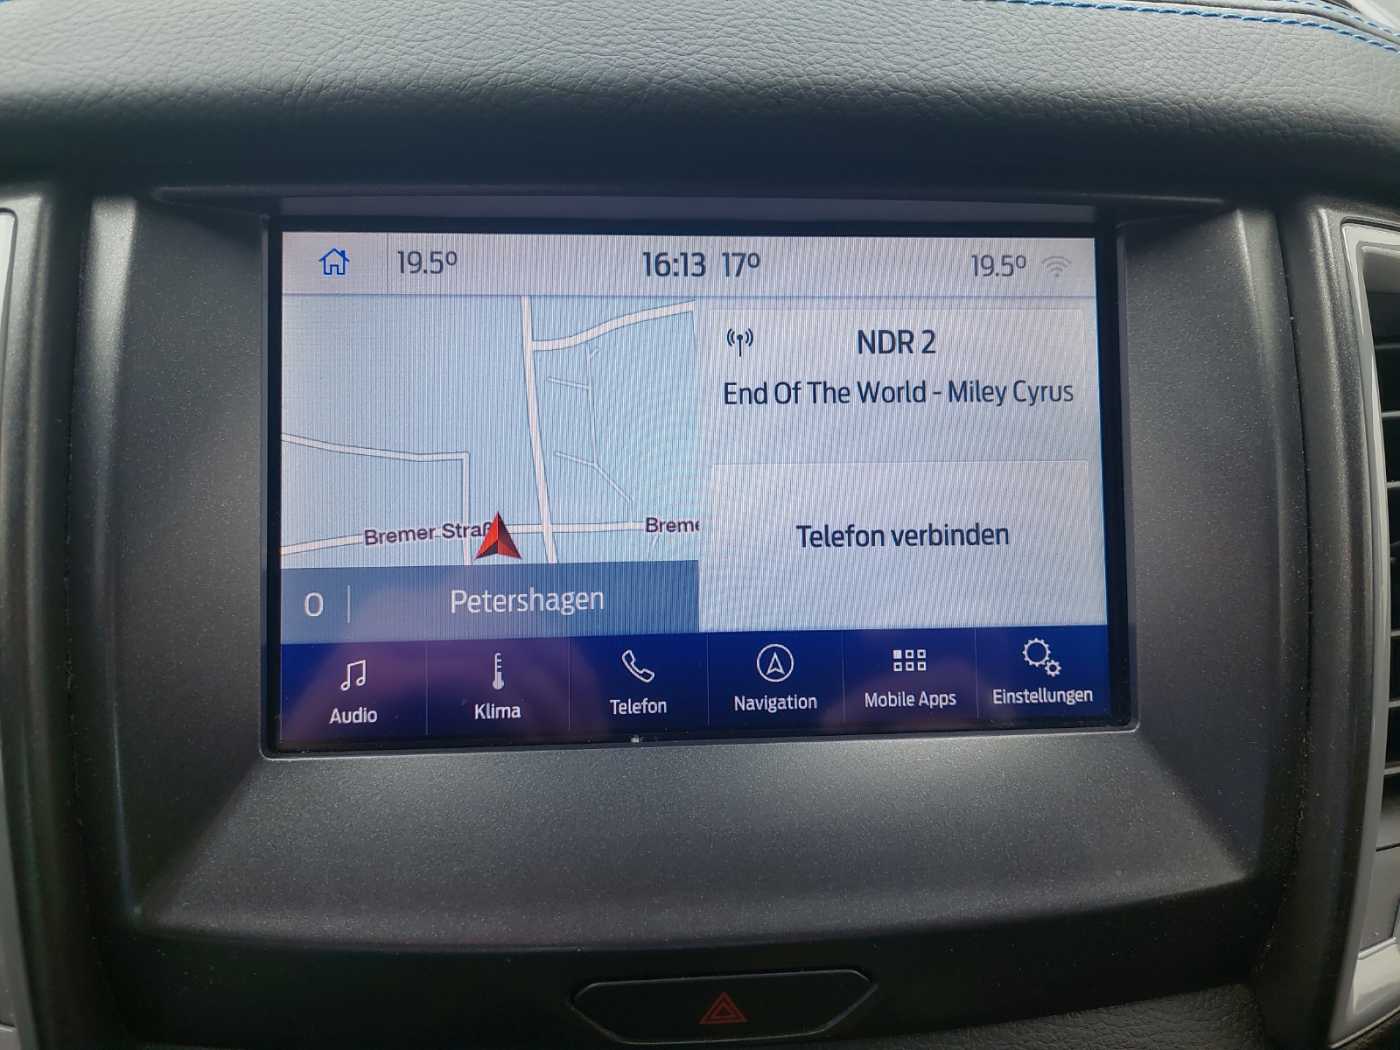 19.5° 16:13 17° 19.5°
NDR 2
End Of The World - Miley Cyrus
Bremer Straß
Breme
Telefon verbinden
O Petershagen
Audio Klima Telefon Navigation Mobile Apps Einstellungen